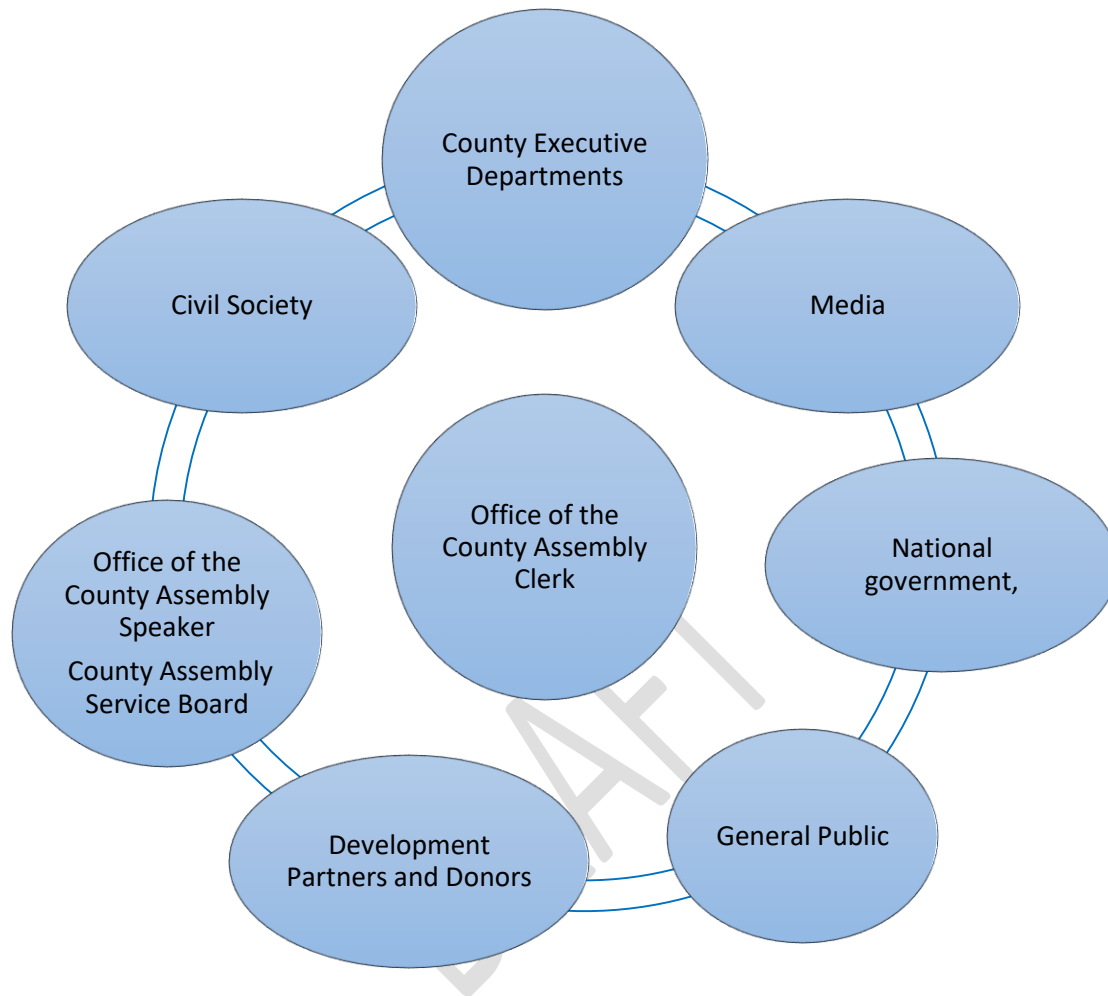 County Executive
Departments
Civil Society
Media
Office of the
County Assembly
Clerk
National
government,
Office of the
County Assembly
Speaker
County Assembly
Service Board
General Public
Development
Partners and Donors
DRAFT